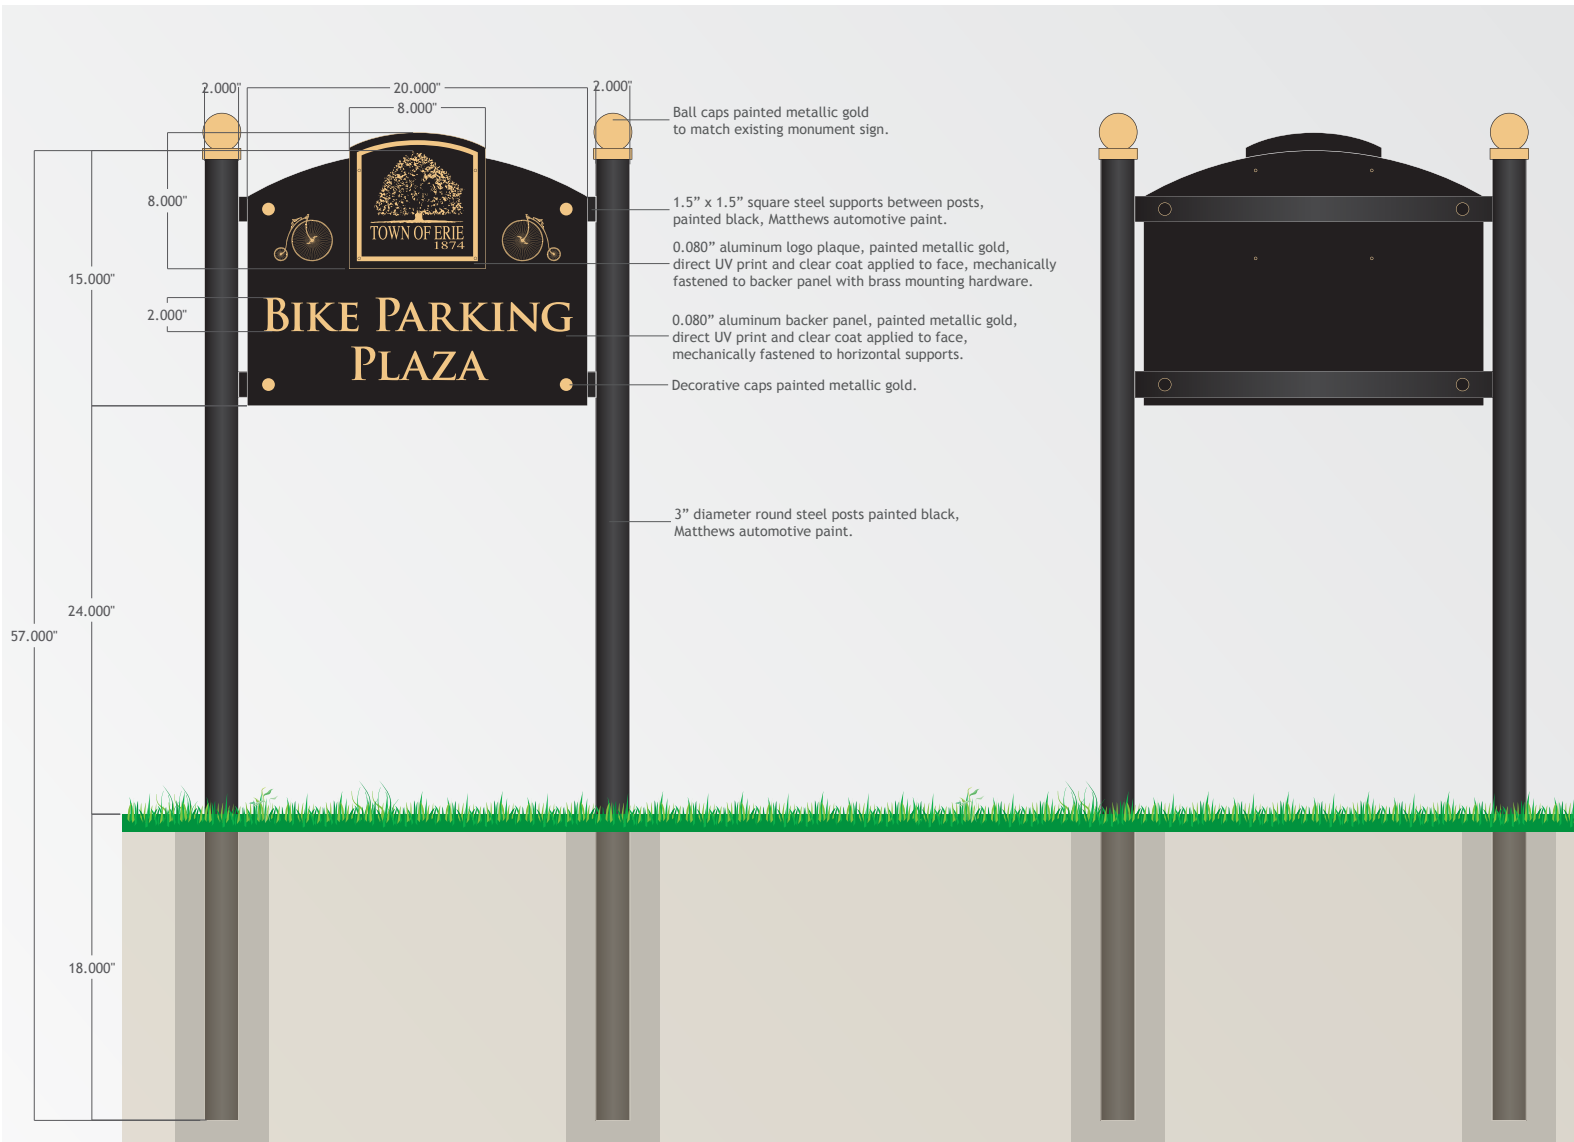 2.000"
20.000"
2.000"
8.000"
Ball caps painted metallic gold
to match existing monument sign.
8.000"
1.5” x 1.5” square steel supports between posts,
painted black, Matthews automotive paint.
TOWN OF ERIE
1874
0.080” aluminum logo plaque, painted metallic gold,
direct UV print and clear coat applied to face, mechanically
fastened to backer panel with brass mounting hardware.
15.000"
2.000"
BIKE PARKING
PLAZA
0.080” aluminum backer panel, painted metallic gold,
direct UV print and clear coat applied to face,
mechanically fastened to horizontal supports.
Decorative caps painted metallic gold.
3” diameter round steel posts painted black,
Matthews automotive paint.
24.000"
57.000"
18.000"